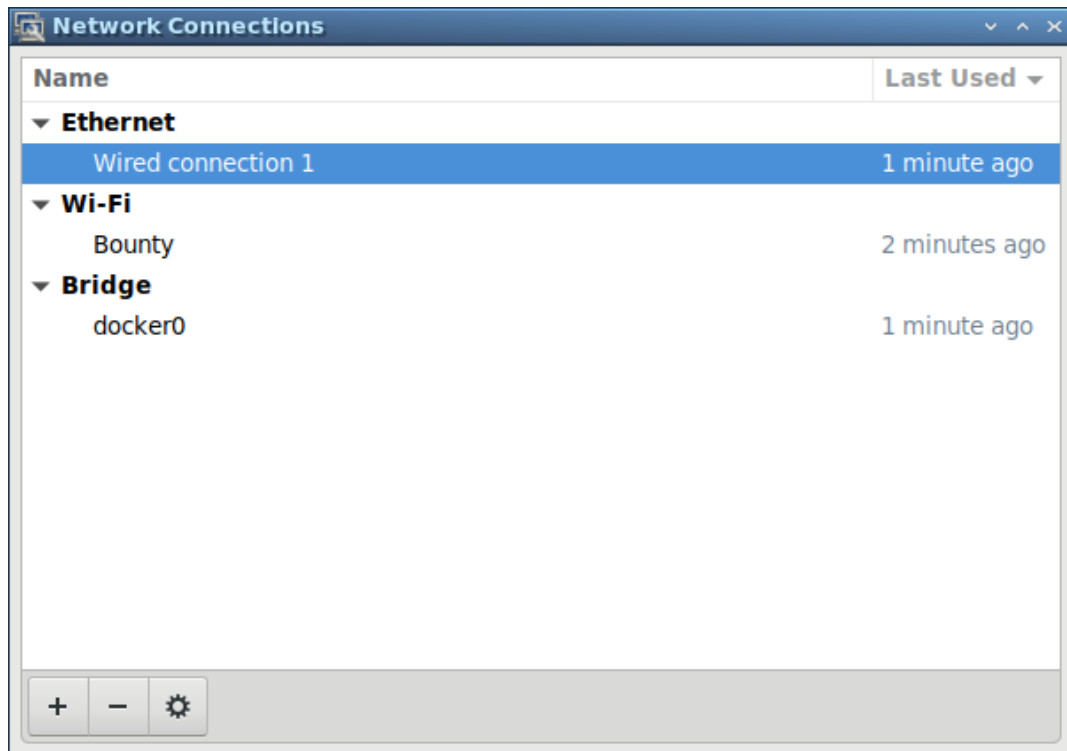 Network Connections
Name Last Used
Ethernet
Wired connection 1 1 minute ago
Wi-Fi
Bounty 2 minutes ago
Bridge
docker0 1 minute ago